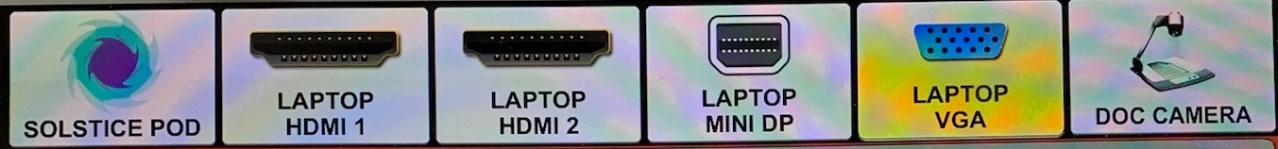 SOLSTICE POD
LAPTOP
HDMI 1
LAPTOP
HDMI 2
LAPTOP
MINI DP
LAPTOP
VGA
DOC CAMERA